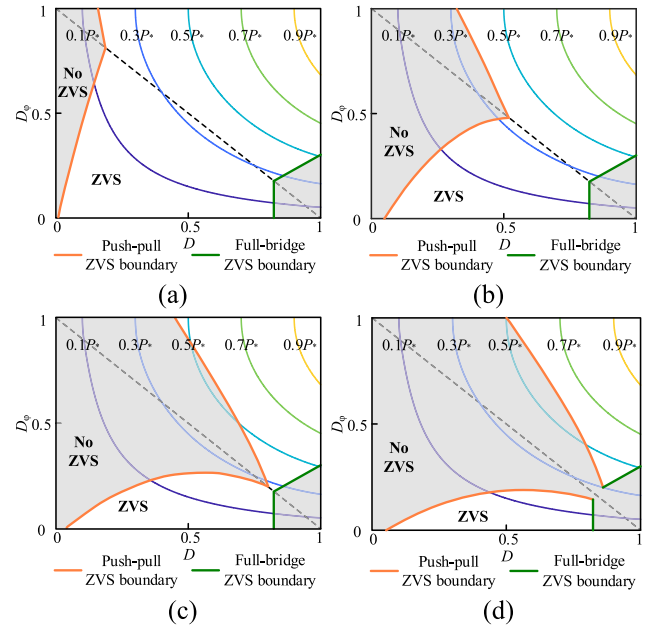 1
1
0.1P* 0.3P* 0.5P* 0.7P* 0.9P*
0.1P* 0.3P* 0.5P* 0.7P* 0.9P*
No
ZVS
Dφ
0.5
Dφ
0.5
No
ZVS
ZVS
ZVS
0
0
0
0.5
1
0
0.5
1
D
D
Push-pull
ZVS boundary
Full-bridge
ZVS boundary
Push-pull
ZVS boundary
Full-bridge
ZVS boundary
(a)
(b)
1
1
0.1P* 0.3P* 0.5P* 0.7P* 0.9P*
0.1P* 0.3P* 0.5P* 0.7P* 0.9P*
Dφ
0.5
Dφ
0.5
No
ZVS
No
ZVS
ZVS
ZVS
0
0
0
0.5
1
0
0.5
1
D
D
Push-pull
ZVS boundary
Full-bridge
ZVS boundary
Push-pull
ZVS boundary
Full-bridge
ZVS boundary
(c)
(d)